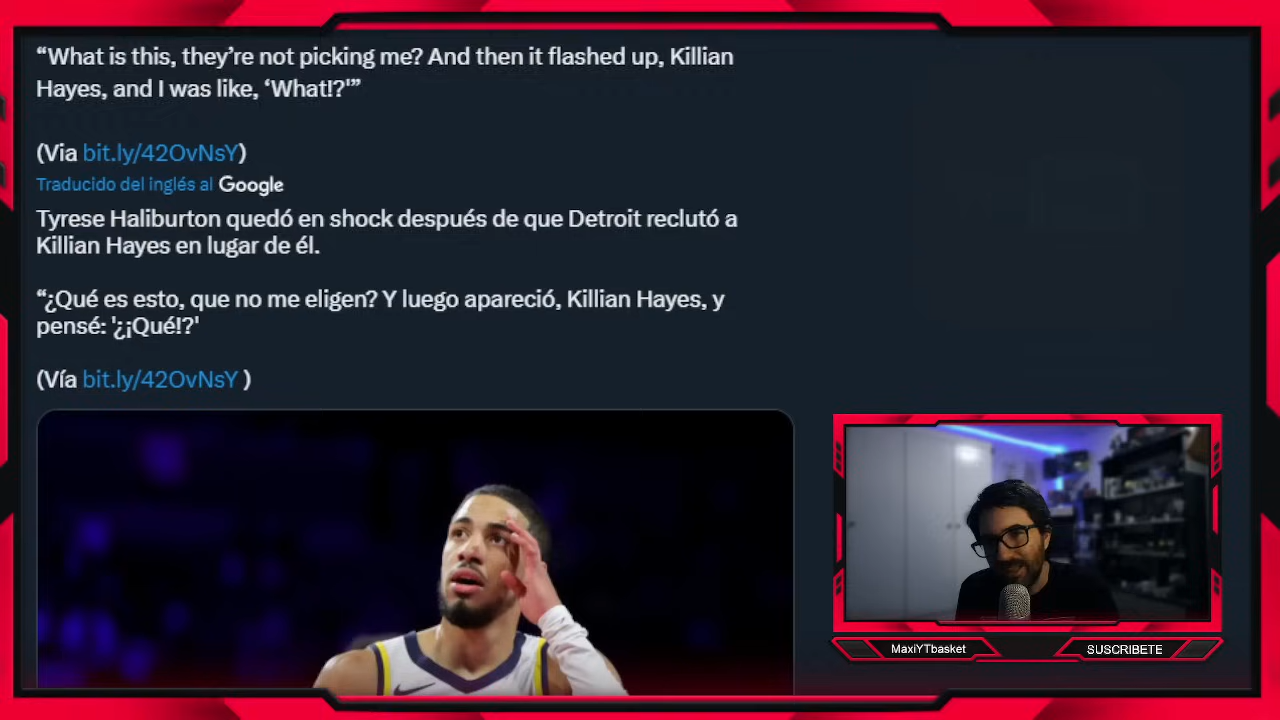 “What is this, they’re not picking me? And then it flashed up, Killian
Hayes, and I was like, ‘What!?'”
(Via bit.ly/42OvNsY)
Traducido del inglés al Google
Tyrese Haliburton quedó en shock después de que Detroit reclutó a
Killian Hayes en lugar de él.
“¿Qué es esto, que no me eligen? Y luego apareció, Killian Hayes, y
pensé: '¿¡Qué!?'
(Vía bit.ly/42OvNsY )
MaxiYTbasket
SUSCRIBETE